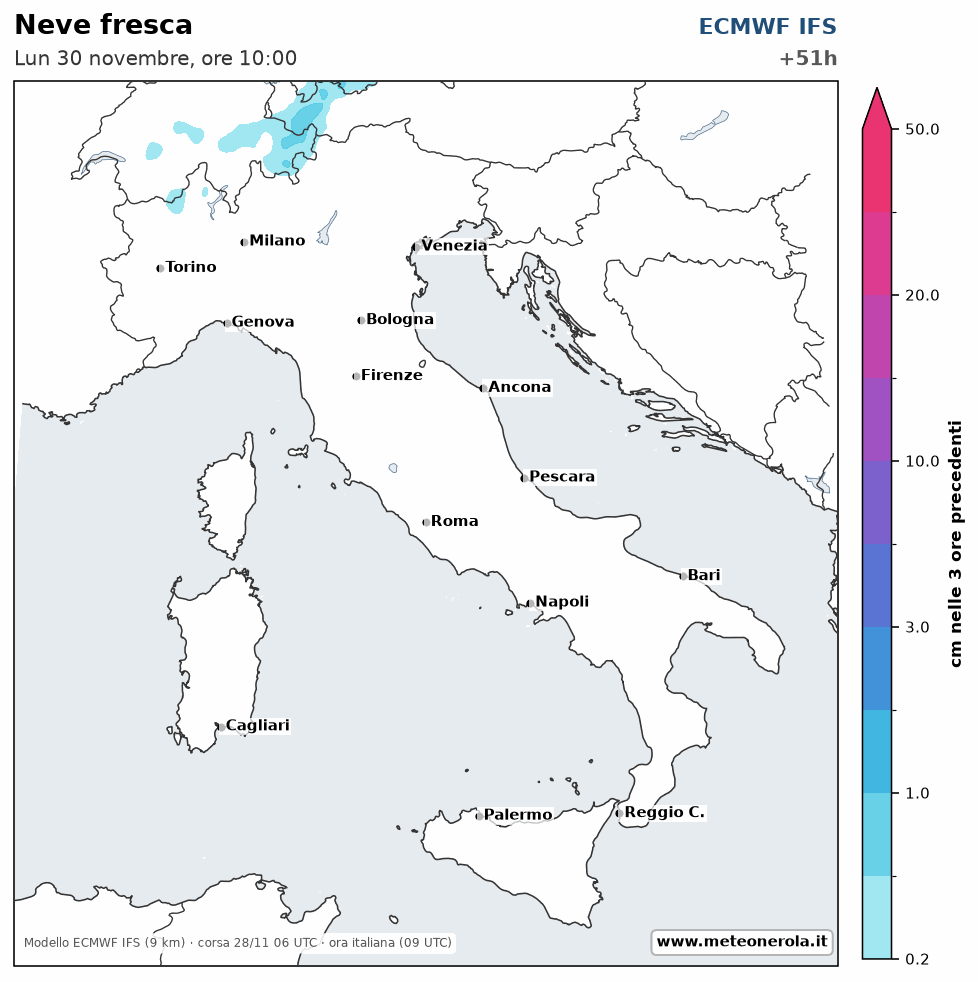 Neve fresca
ECMWF IFS
Lun 30 novembre, ore 10:00
+51h
50.0
20.0
10.0
3.0
1.0
0.2
cm nelle 3 ore precedenti
Milano
Venezia
Torino
Genova
Bologna
Firenze
Ancona
Pescara
Roma
Bari
Napoli
Cagliari
Palermo
Reggio C.
Modello ECMWF IFS (9 km) · corsa 28/11 06 UTC · ora italiana (09 UTC)
www.meteonerola.it